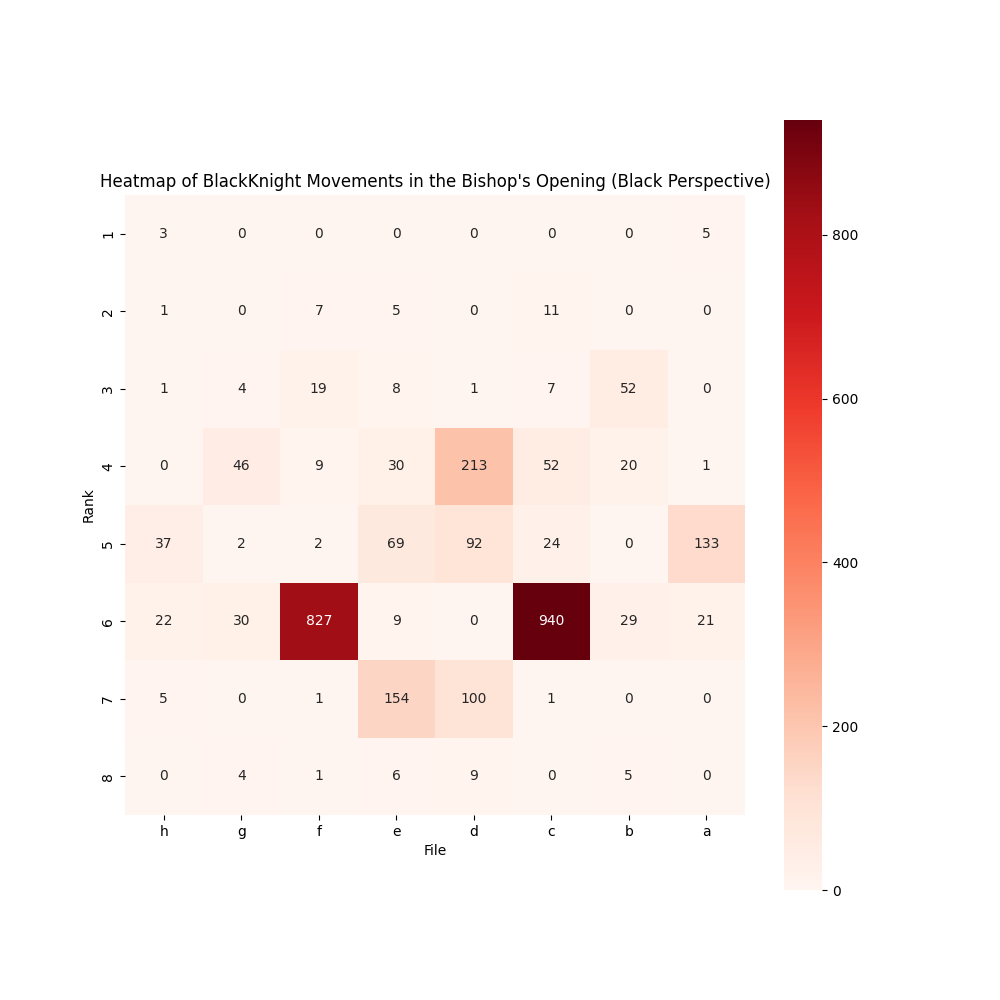 Heatmap of BlackKnight Movements in the Bishop's Opening (Black Perspective)
1 3 0 0 0 0 0 0 5
2 1 0 7 5 0 11 0 0
3 1 4 19 8 1 7 52 0
4 0 46 9 30 213 52 20 1
5 37 2 2 69 92 24 0 133
6 22 30 827 9 0 940 29 21
7 5 0 1 154 100 1 0 0
8 0 4 1 6 9 0 5 0
h g f e d c b a
File
Rank
800
600
400
200
0